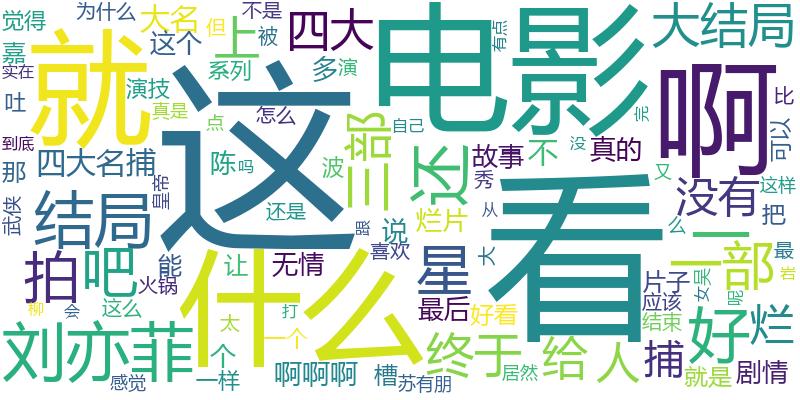 觉得
为什么
大名
但
不是
被
四大
电影
有点
大结局
嘉
这个
上
就
这
实在
吐
演技
系列
多
演
真是
点
怎么
三部
自己
还
完
啊
比
可以
到底
那
四大名捕
陈
吗
波
故事
不
没
真的
又
这样
武侠
皇帝
结局
还是
跟
说
烂片
秀
从
看
没有
么
把
拍
吧
火锅
能
让
无情
喜欢
星
大
最后
一部
片子
女吴
最
岩
应该
呢
柳
会
这么
什么
太
打
一个
好看
结束
好
烂
刘亦菲
个
感觉
一样
啊啊啊
槽
苏有朋
终于
居然
给
人
捕
就是
剧情